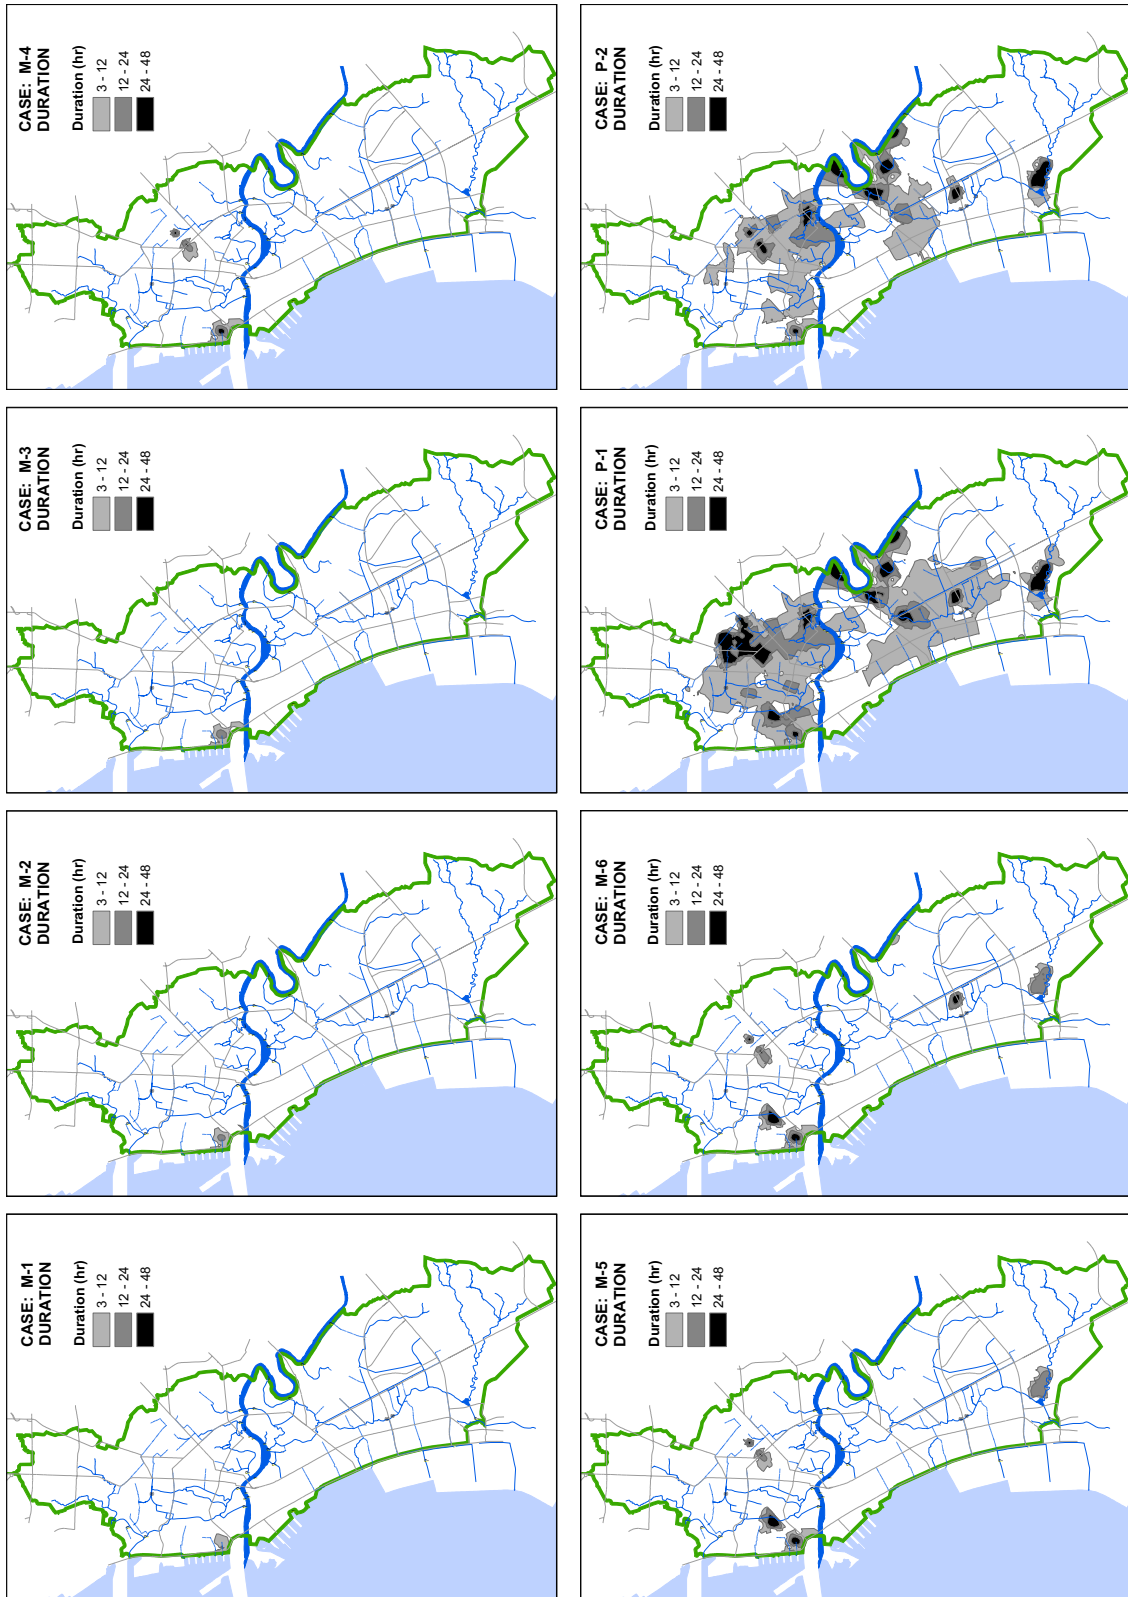 CASE: M-1
DURATION
Duration (hr)
3 - 12
12 - 24
24 - 48
CASE: M-2
DURATION
Duration (hr)
3 - 12
12 - 24
24 - 48
CASE: M-3
DURATION
Duration (hr)
3 - 12
12 - 24
24 - 48
CASE: M-4
DURATION
Duration (hr)
3 - 12
12 - 24
24 - 48
CASE: M-5
DURATION
Duration (hr)
3 - 12
12 - 24
24 - 48
CASE: M-6
DURATION
Duration (hr)
3 - 12
12 - 24
24 - 48
CASE: P-1
DURATION
Duration (hr)
3 - 12
12 - 24
24 - 48
CASE: P-2
DURATION
Duration (hr)
3 - 12
12 - 24
24 - 48